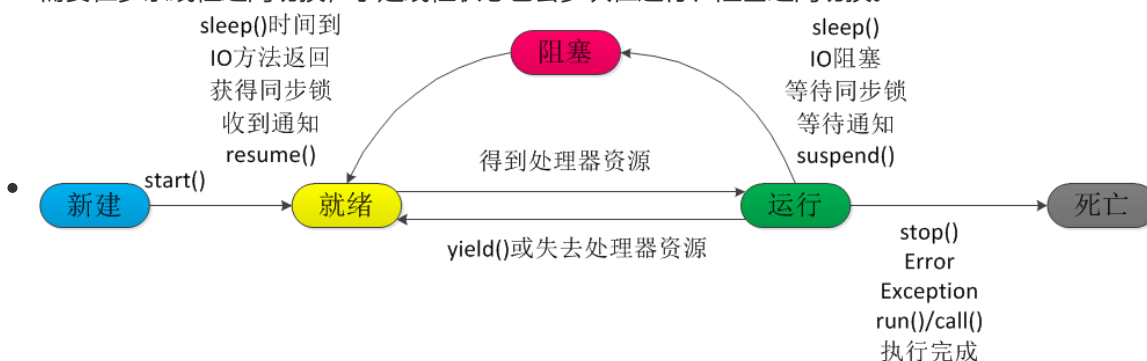 sleep()时间到
IO方法返回
获得同步锁
收到通知
resume()
阻塞
sleep()
IO阻塞
等待同步锁
等待通知
suspend()
新建
start()
就绪
得到处理器资源
yield()或失去处理器资源
运行
死亡
stop()
Error
Exception
run()/call()
执行完成